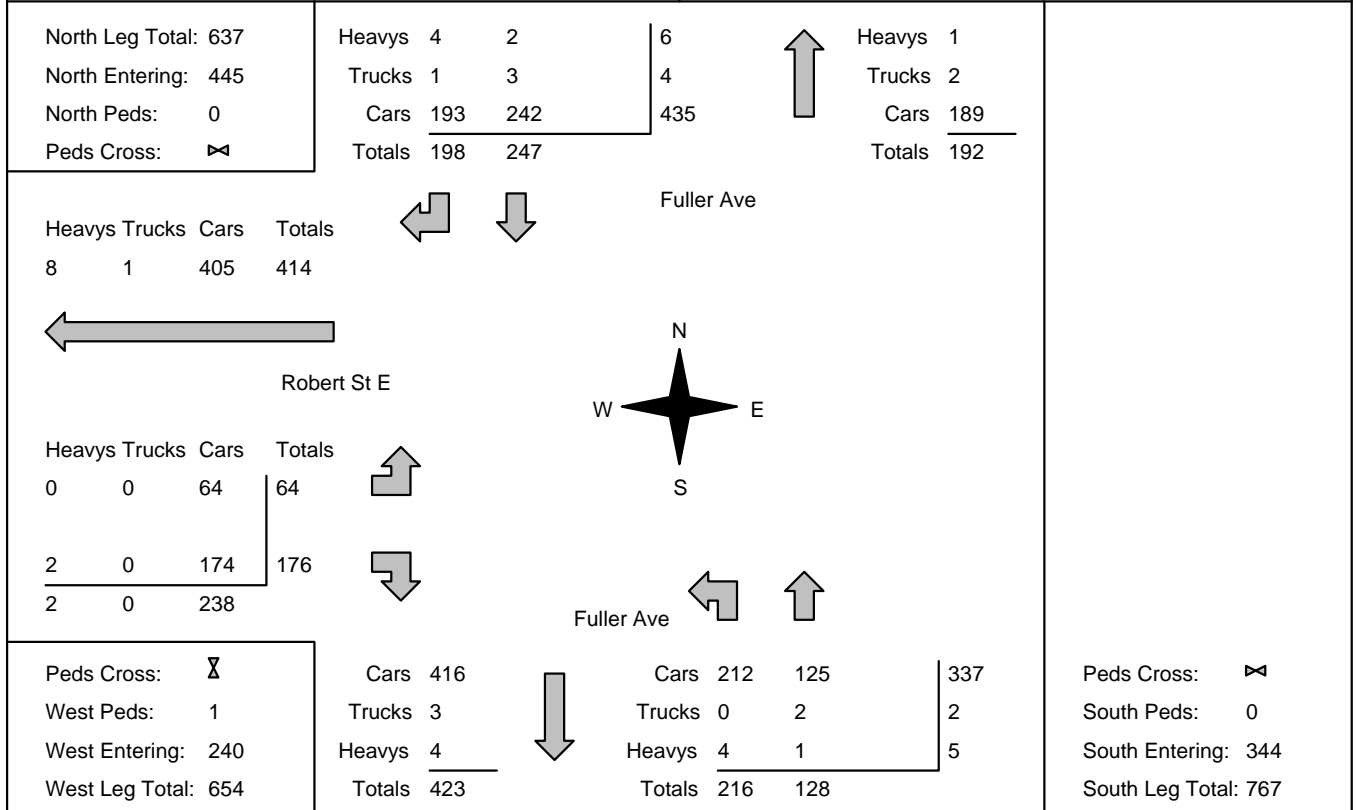 North Leg Total: 637
North Entering: 445
North Peds: 0
Peds Cross:
Heavys 4 2 6
Trucks 1 3 4
Cars 193 242 435
Totals 198 247
Heavys 1
Trucks 2
Cars 189
Totals 192
Fuller Ave
Heavys Trucks Cars Totals
8 1 405 414
Robert St E
N
W E
S
Heavys Trucks Cars Totals
0 0 64 64
2 0 174 176
2 0 238
Fuller Ave
Peds Cross:
West Peds: 1
West Entering: 240
West Leg Total: 654
Cars 416
Trucks 3
Heavys 4
Totals 423
Cars 212 125 337
Trucks 0 2 2
Heavys 4 1 5
Totals 216 128
Peds Cross:
South Peds: 0
South Entering: 344
South Leg Total: 767